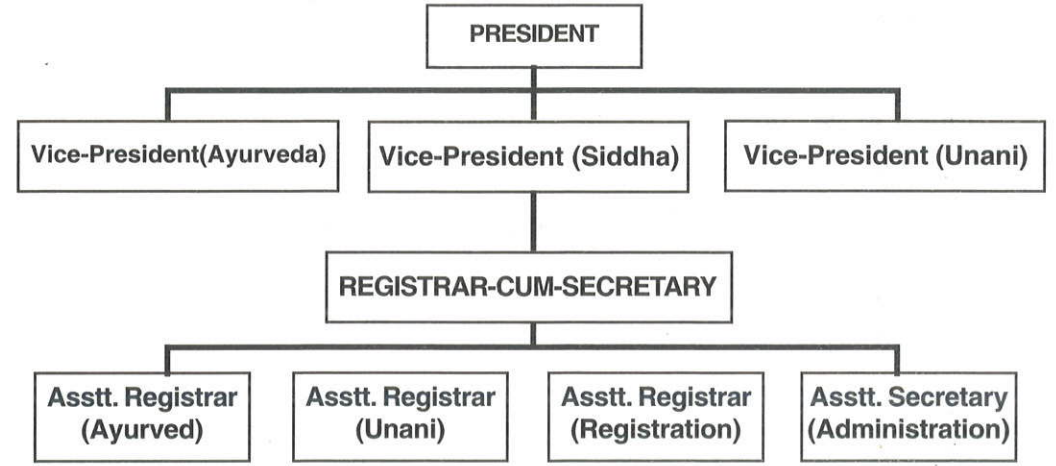 PRESIDENT
Vice-President(Ayurveda)
Vice-President (Siddha)
Vice-President (Unani)
REGISTRAR-CUM-SECRETARY
Asstt. Registrar
(Ayurved)
Asstt. Registrar
(Unani)
Asstt. Registrar
(Registration)
Asstt. Secretary
(Administration)